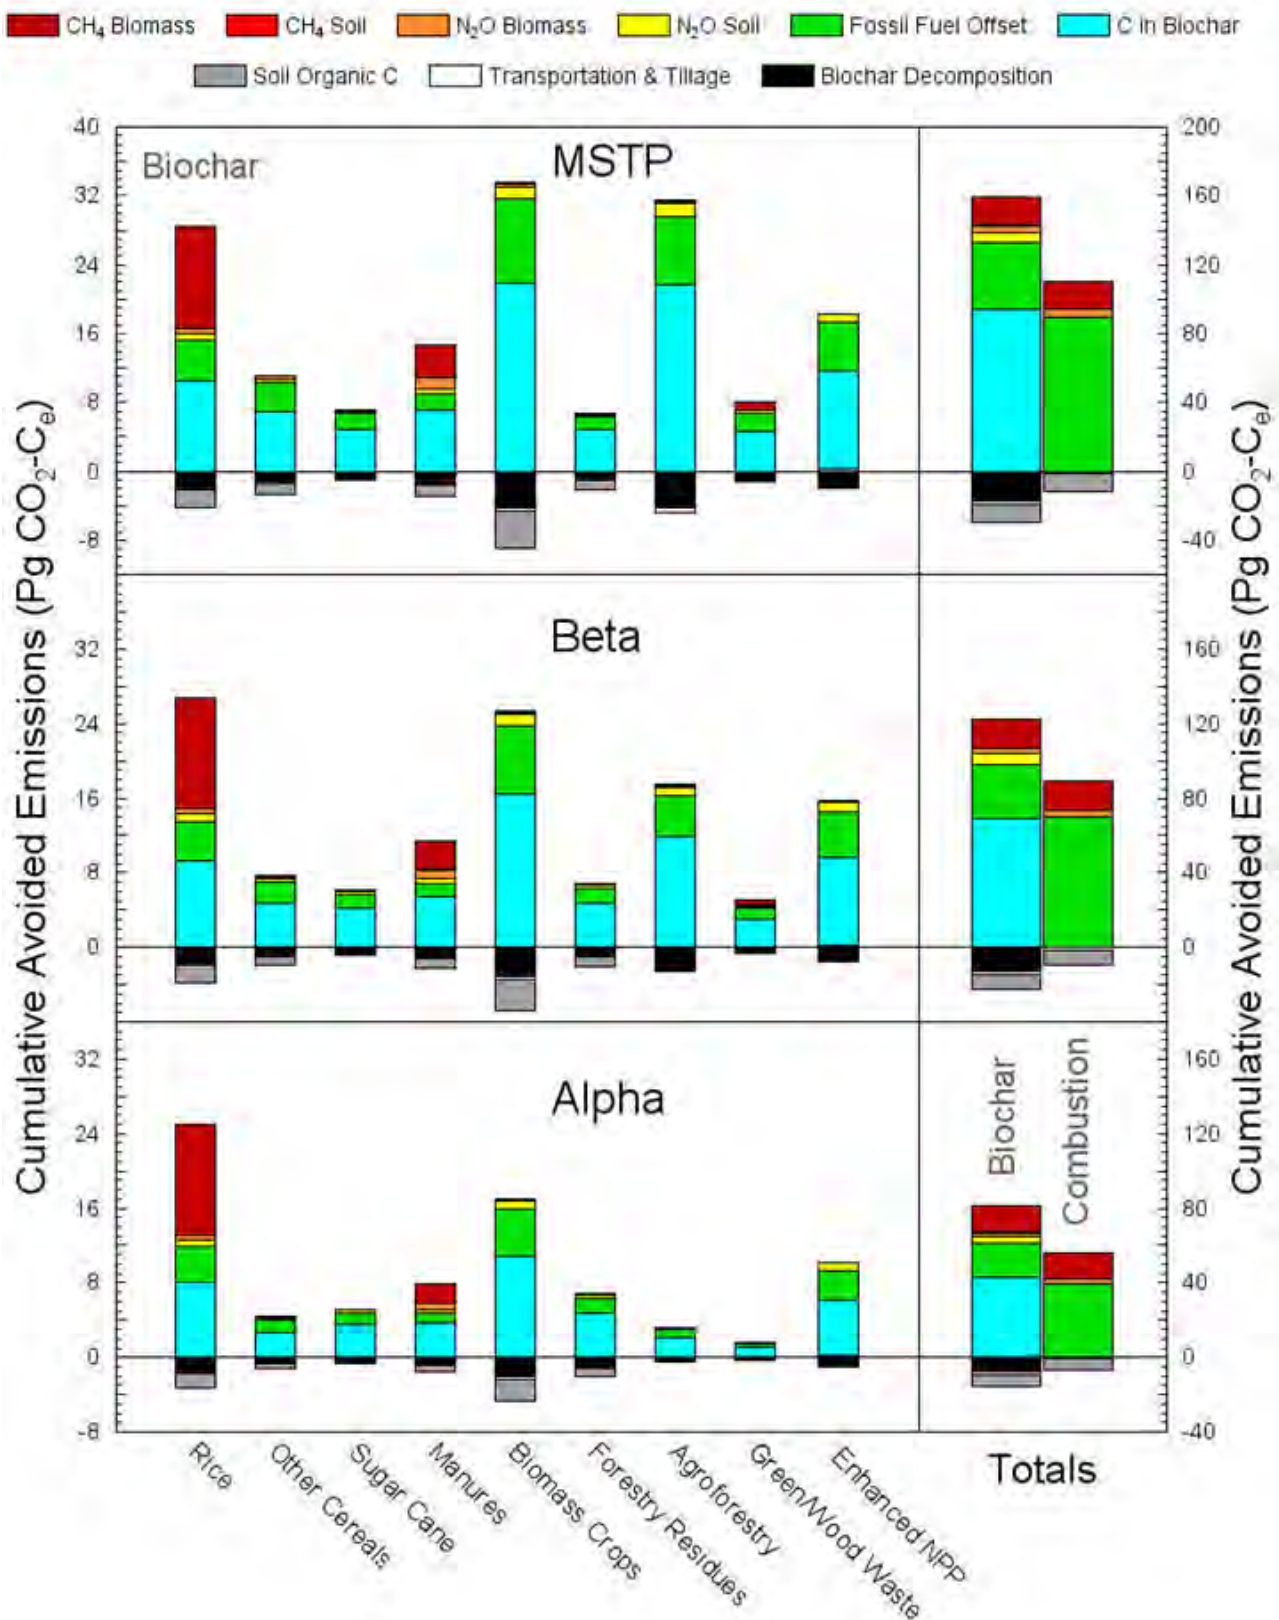 CH₄ Biomass CH₄ Soil N₂O Biomass N₂O Soil Fossil Fuel Offset C in Biochar
Soil Organic C Transportation & Tillage Biochar Decomposition
Cumulative Avoided Emissions (Pg CO₂-Cₑ)
Cumulative Avoided Emissions (Pg CO₂-Cₑ)
Biochar MSTP
40 200
32 160
24 120
16 80
8 40
0 0
-8 -40
Beta
32 160
24 120
16 80
8 40
0 0
Alpha
Biochar
Combustion
32 160
24 120
16 80
8 40
0 0
-8 -40
Rice
Other Cereals
Sugar Cane
Manures
Biomass Crops
Forestry Residues
Agroforestry
Green/Wood Waste
Enhanced NPP
Totals